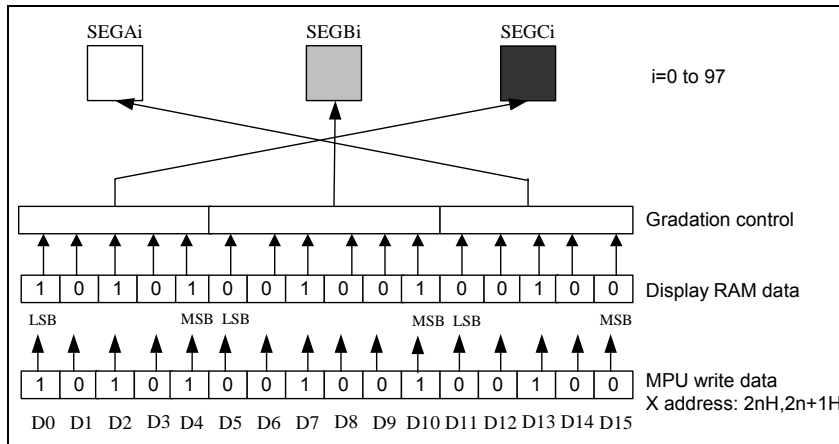 SEGAi SEGBi SEGCi
i=0 to 97
Gradation control
1 0 1 0 1 0 0 1 0 0 1 0 0 1 0 0 Display RAM data
LSB MSB LSB MSB LSB MSB
1 0 1 0 1 0 0 1 0 0 1 0 0 1 0 0 MPU write data
X address: 2nH,2n+1H
D0 D1 D2 D3 D4 D5 D6 D7 D8 D9 D10 D11 D12 D13 D14 D15